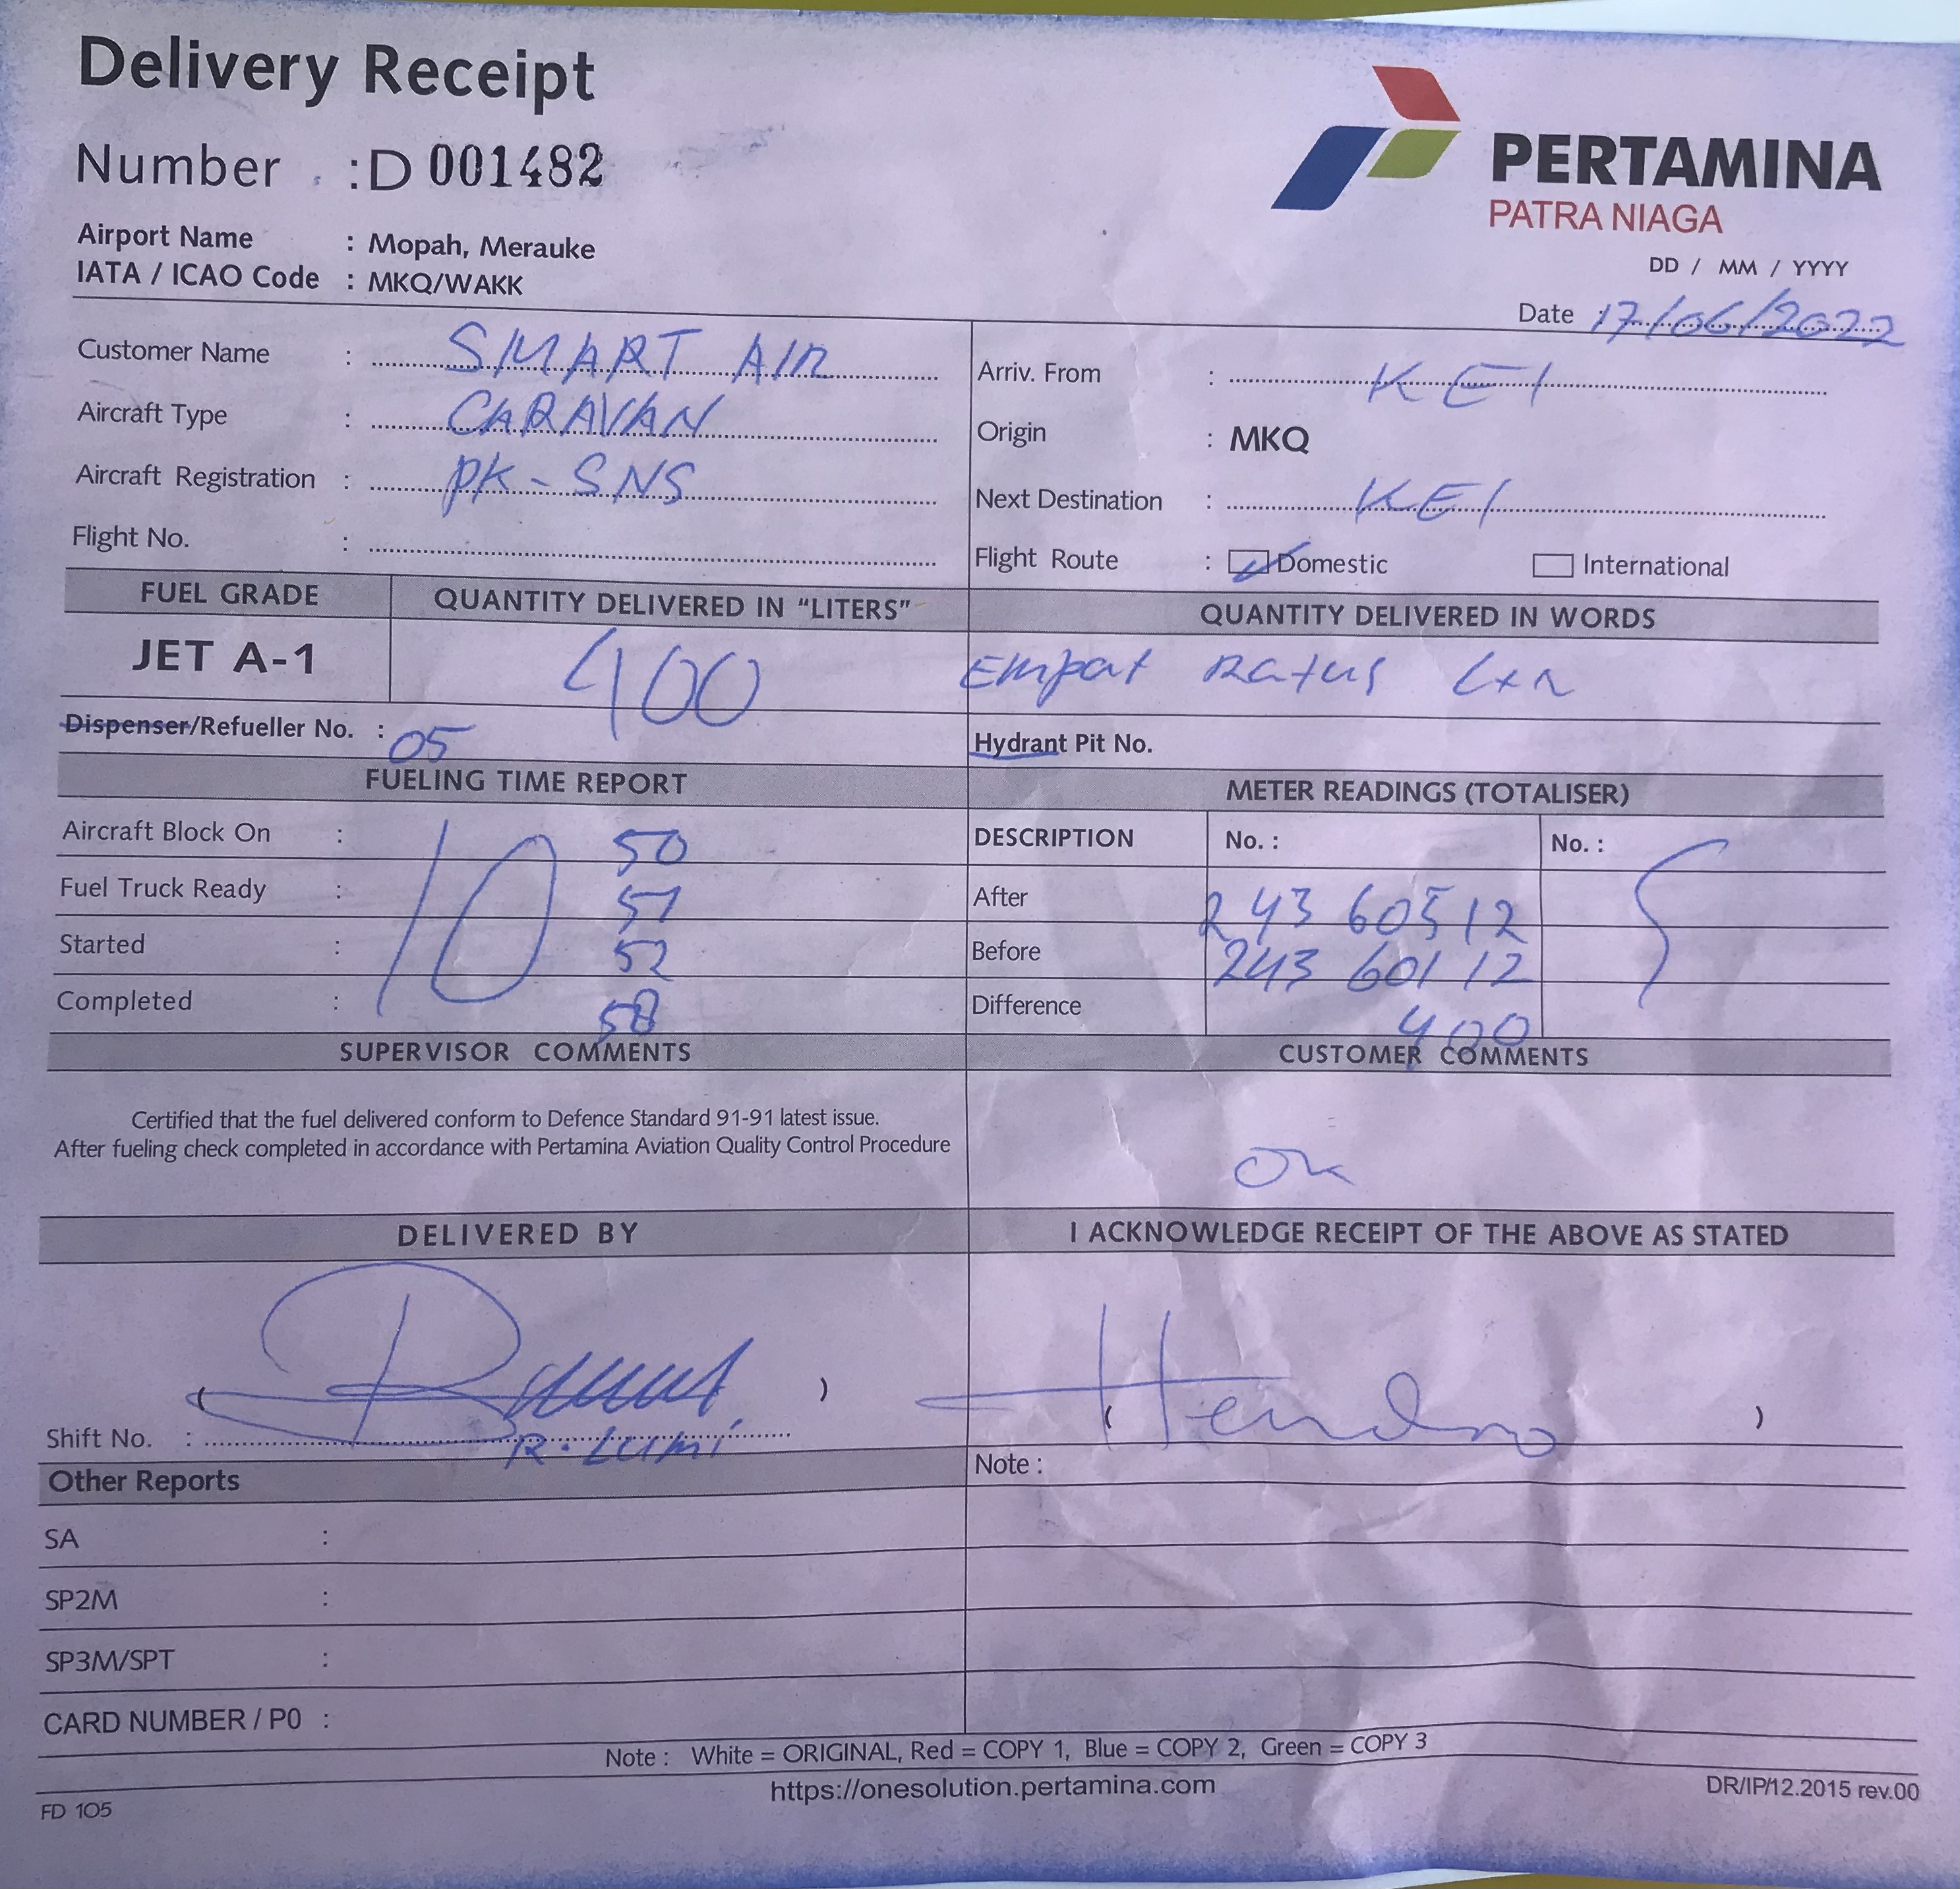 Delivery Receipt
Number : D 001482
PERTAMINA
PATRA NIAGA
Airport Name : Mopah, Merauke
IATA / ICAO Code : MKQ/WAKK
DD / MM / YYYY
Date 17/06/2022
Customer Name : SMART AIR
Aircraft Type : CARAVAN
Aircraft Registration : PK-SNS
Flight No. :
Arriv. From : KEI
Origin : MKQ
Next Destination : KEI
Flight Route : Domestic International
FUEL GRADE QUANTITY DELIVERED IN “LITERS” QUANTITY DELIVERED IN WORDS
JET A-1 400 Empat Ratus Ltr
Dispenser/Refueller No. : 05 Hydrant Pit No.
FUELING TIME REPORT
Aircraft Block On : 10 50
Fuel Truck Ready : 51
Started : 52
Completed : 58
METER READINGS (TOTALISER)
DESCRIPTION No. : No. :
After 243 605 12
Before 243 601 12
Difference 400
SUPERVISOR COMMENTS
Certified that the fuel delivered conform to Defence Standard 91-91 latest issue.
After fueling check completed in accordance with Pertamina Aviation Quality Control Procedure
CUSTOMER COMMENTS
OK
DELIVERED BY
( )
Shift No. : R. Lumi
I ACKNOWLEDGE RECEIPT OF THE ABOVE AS STATED
( Hendro )
Other Reports
Note :
SA :
SP2M :
SP3M/SPT :
CARD NUMBER / PO :
Note : White = ORIGINAL, Red = COPY 1, Blue = COPY 2, Green = COPY 3
https://onesolution.pertamina.com
FD 105
DR/IP/12.2015 rev.00